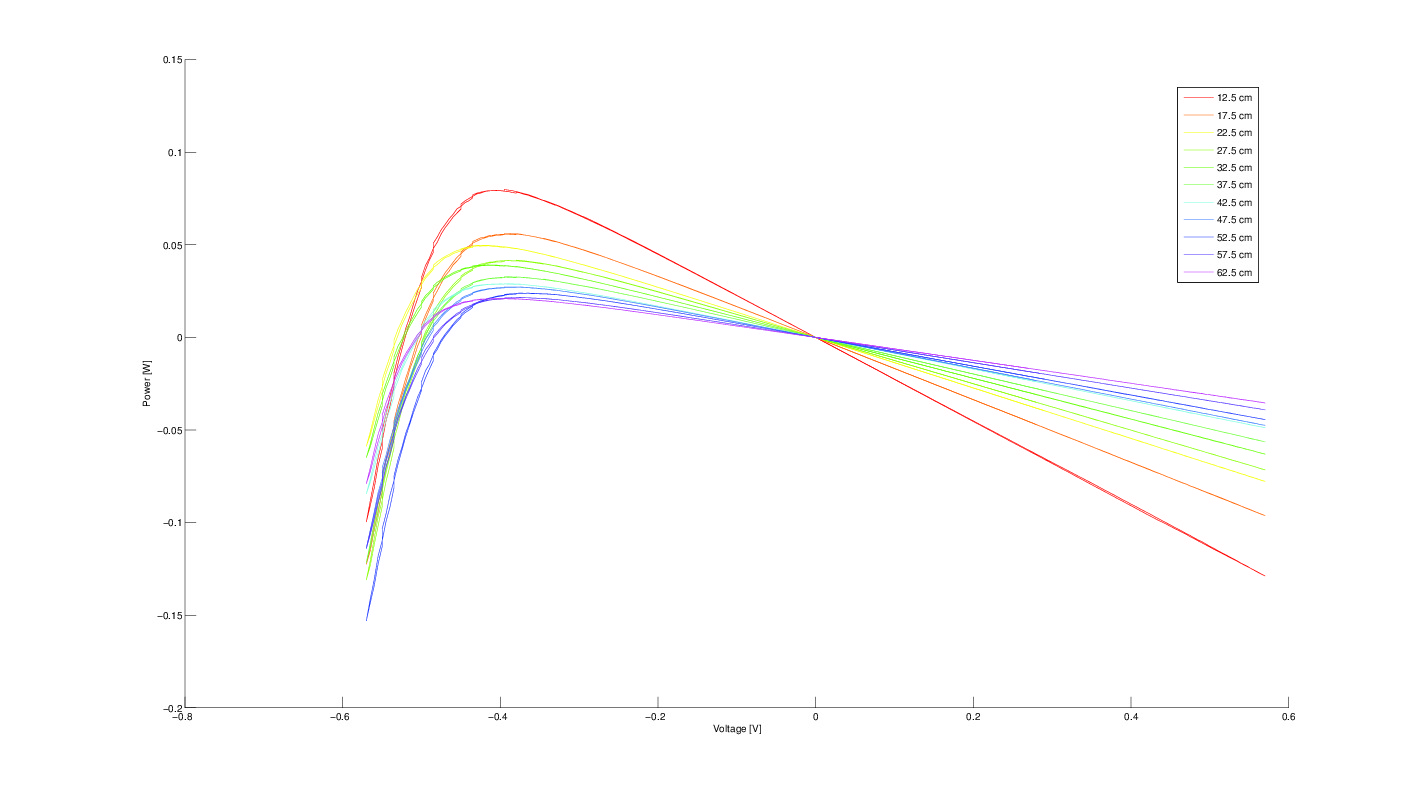 0.15
0.1
0.05
0
−0.05
−0.1
−0.15
−0.2
Power [W]
−0.8
−0.6
−0.4
−0.2
0
0.2
0.4
0.6
Voltage [V]
12.5 cm
17.5 cm
22.5 cm
27.5 cm
32.5 cm
37.5 cm
42.5 cm
47.5 cm
52.5 cm
57.5 cm
62.5 cm